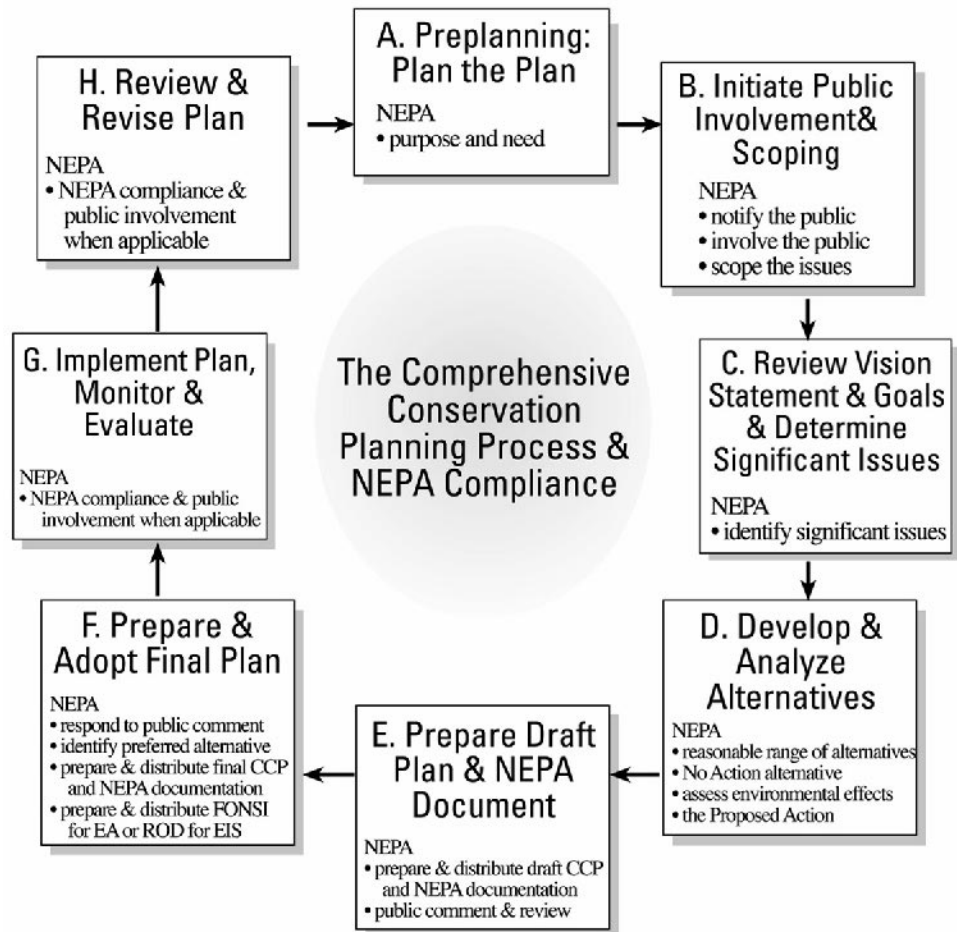 A. Preplanning:
Plan the Plan
NEPA
• purpose and need
B. Initiate Public
Involvement&
Scoping
NEPA
• notify the public
• involve the public
• scope the issues
C. Review Vision
Statement & Goals
& Determine
Significant Issues
NEPA
• identify significant issues
D. Develop &
Analyze
Alternatives
NEPA
• reasonable range of alternatives
• No Action alternative
• assess environmental effects
• the Proposed Action
E. Prepare Draft
Plan & NEPA
Document
NEPA
• prepare & distribute draft CCP
and NEPA documentation
• public comment & review
F. Prepare &
Adopt Final Plan
NEPA
• respond to public comment
• identify preferred alternative
• prepare & distribute final CCP
and NEPA documentation
• prepare & distribute FONSI
for EA or ROD for EIS
G. Implement Plan,
Monitor &
Evaluate
NEPA
• NEPA compliance & public
involvement when applicable
H. Review &
Revise Plan
NEPA
• NEPA compliance &
public involvement
when applicable
The Comprehensive
Conservation
Planning Process &
NEPA Compliance